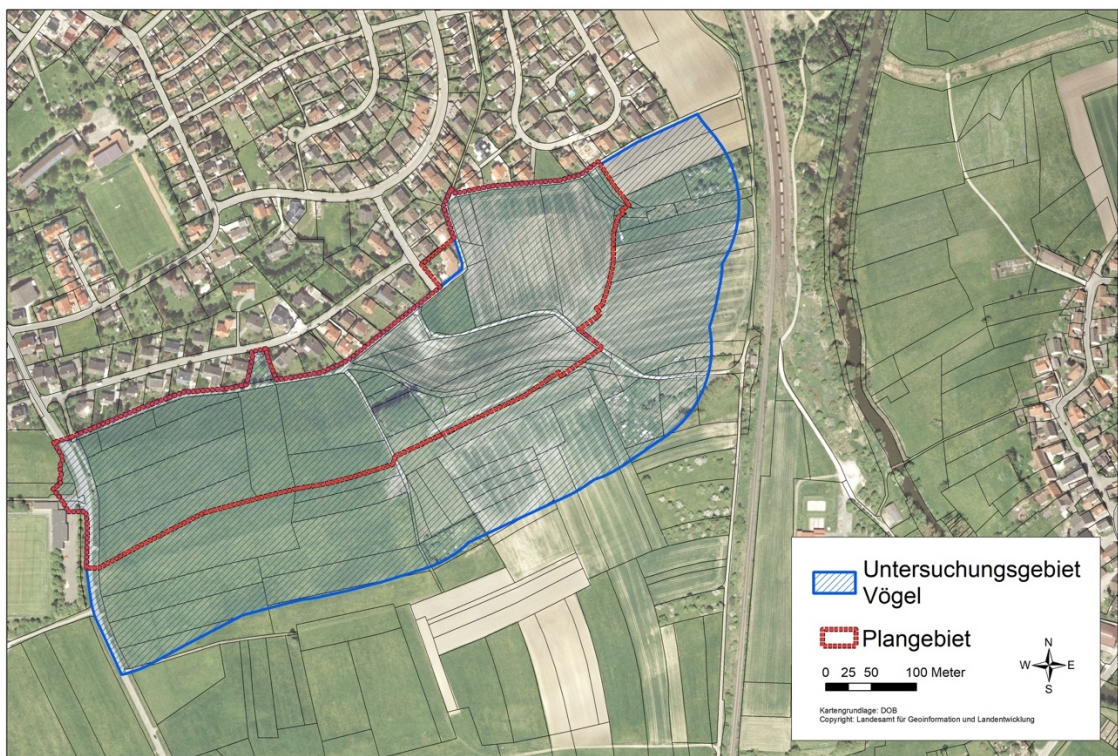 Untersuchungsgebiet
Vögel
Plangebiet
0 25 50 100 Meter
N
W E
S
Kartengrundlage: DOB
Copyright: Landesamt für Geoinformation und Landentwicklung